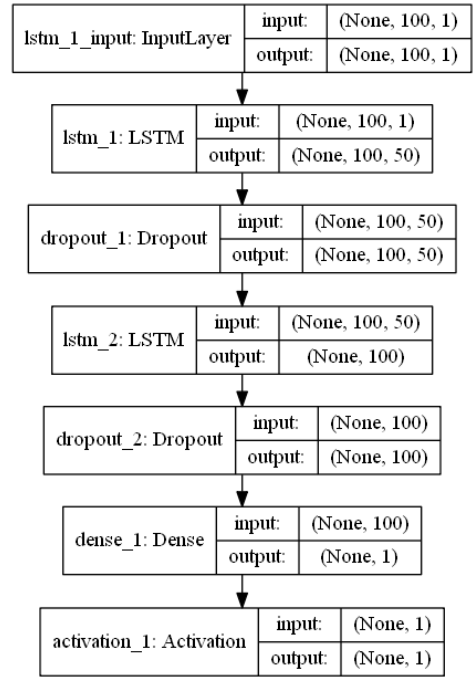 lstm_1_input: InputLayer
input: (None, 100, 1)
output: (None, 100, 1)
lstm_1: LSTM
input: (None, 100, 1)
output: (None, 100, 50)
dropout_1: Dropout
input: (None, 100, 50)
output: (None, 100, 50)
lstm_2: LSTM
input: (None, 100, 50)
output: (None, 100)
dropout_2: Dropout
input: (None, 100)
output: (None, 100)
dense_1: Dense
input: (None, 100)
output: (None, 1)
activation_1: Activation
input: (None, 1)
output: (None, 1)